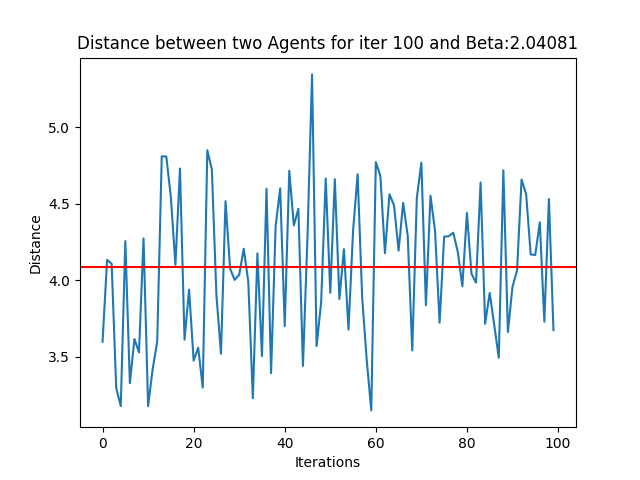 Distance between two Agents for iter 100 and Beta:2.04081
5.0
4.5
4.0
3.5
Distance
0 20 40 60 80 100
Iterations